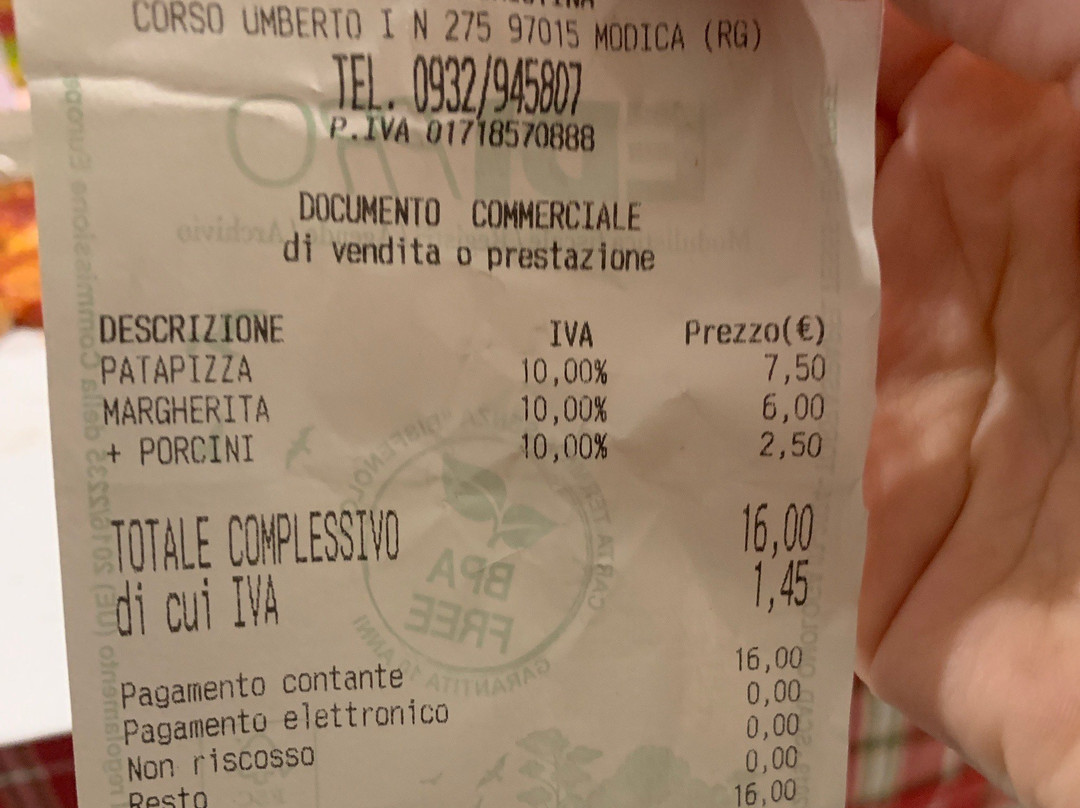 CORSO UMBERTO I N 275 97015 MODICA (RG)
TEL. 0932/945807
P.IVA 01718570888
DOCUMENTO COMMERCIALE
di vendita o prestazione
DESCRIZIONE IVA Prezzo(€)
PATAPIZZA 10,00% 7,50
MARGHERITA 10,00% 6,00
+ PORCINI 10,00% 2,50
TOTALE COMPLESSIVO 16,00
di cui IVA 1,45
Pagamento contante 16,00
Pagamento elettronico 0,00
Non riscosso 0,00
Resto 0,00
16,00
BPA
FREE